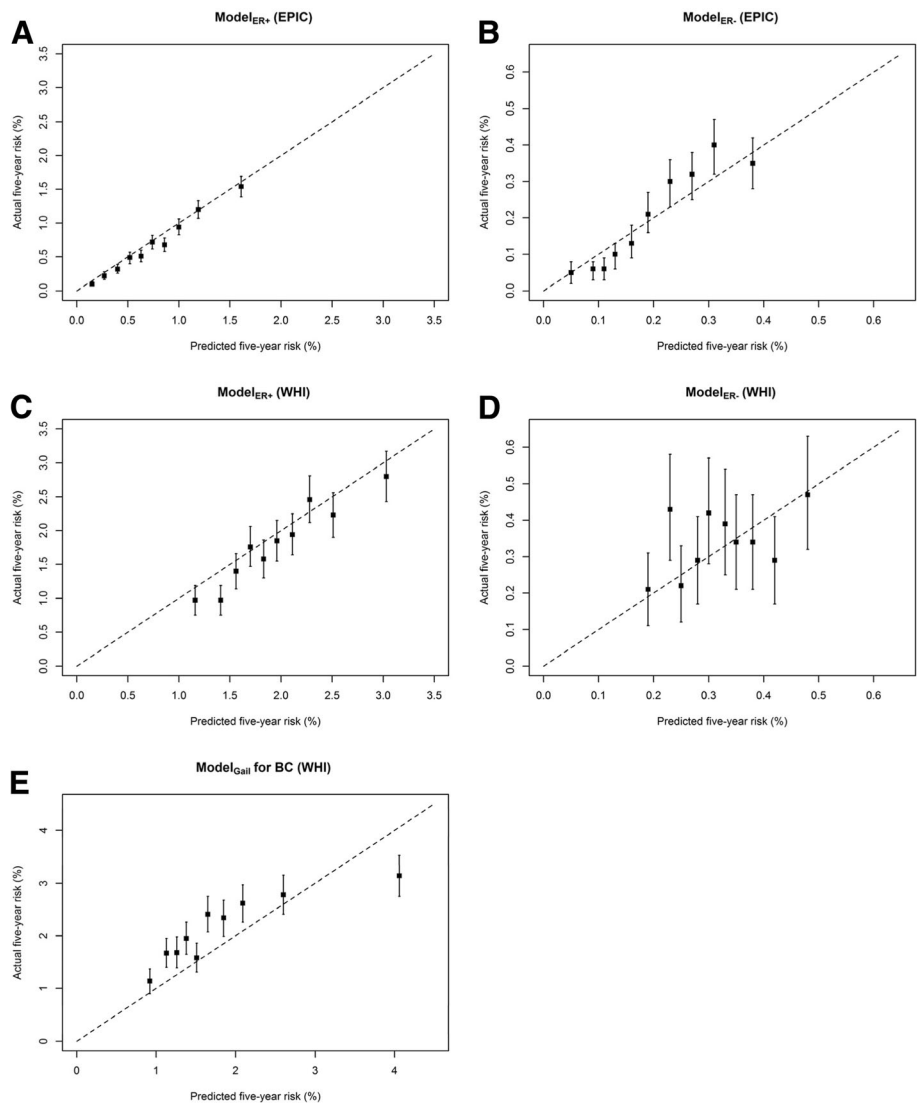 A
Model_ER+ (EPIC)
Actual five-year risk (%)
3.5
3.0
2.5
2.0
1.5
1.0
0.5
0.0
0.0 0.5 1.0 1.5 2.0 2.5 3.0 3.5
Predicted five-year risk (%)
B
Model_ER- (EPIC)
Actual five-year risk (%)
0.6
0.5
0.4
0.3
0.2
0.1
0.0
0.0 0.1 0.2 0.3 0.4 0.5 0.6
Predicted five-year risk (%)
C
Model_ER+ (WHI)
Actual five-year risk (%)
3.5
3.0
2.5
2.0
1.5
1.0
0.5
0.0
0.0 0.5 1.0 1.5 2.0 2.5 3.0 3.5
Predicted five-year risk (%)
D
Model_ER- (WHI)
Actual five-year risk (%)
0.6
0.5
0.4
0.3
0.2
0.1
0.0
0.0 0.1 0.2 0.3 0.4 0.5 0.6
Predicted five-year risk (%)
E
Model_Gail for BC (WHI)
Actual five-year risk (%)
4
3
2
1
0
0 1 2 3 4
Predicted five-year risk (%)